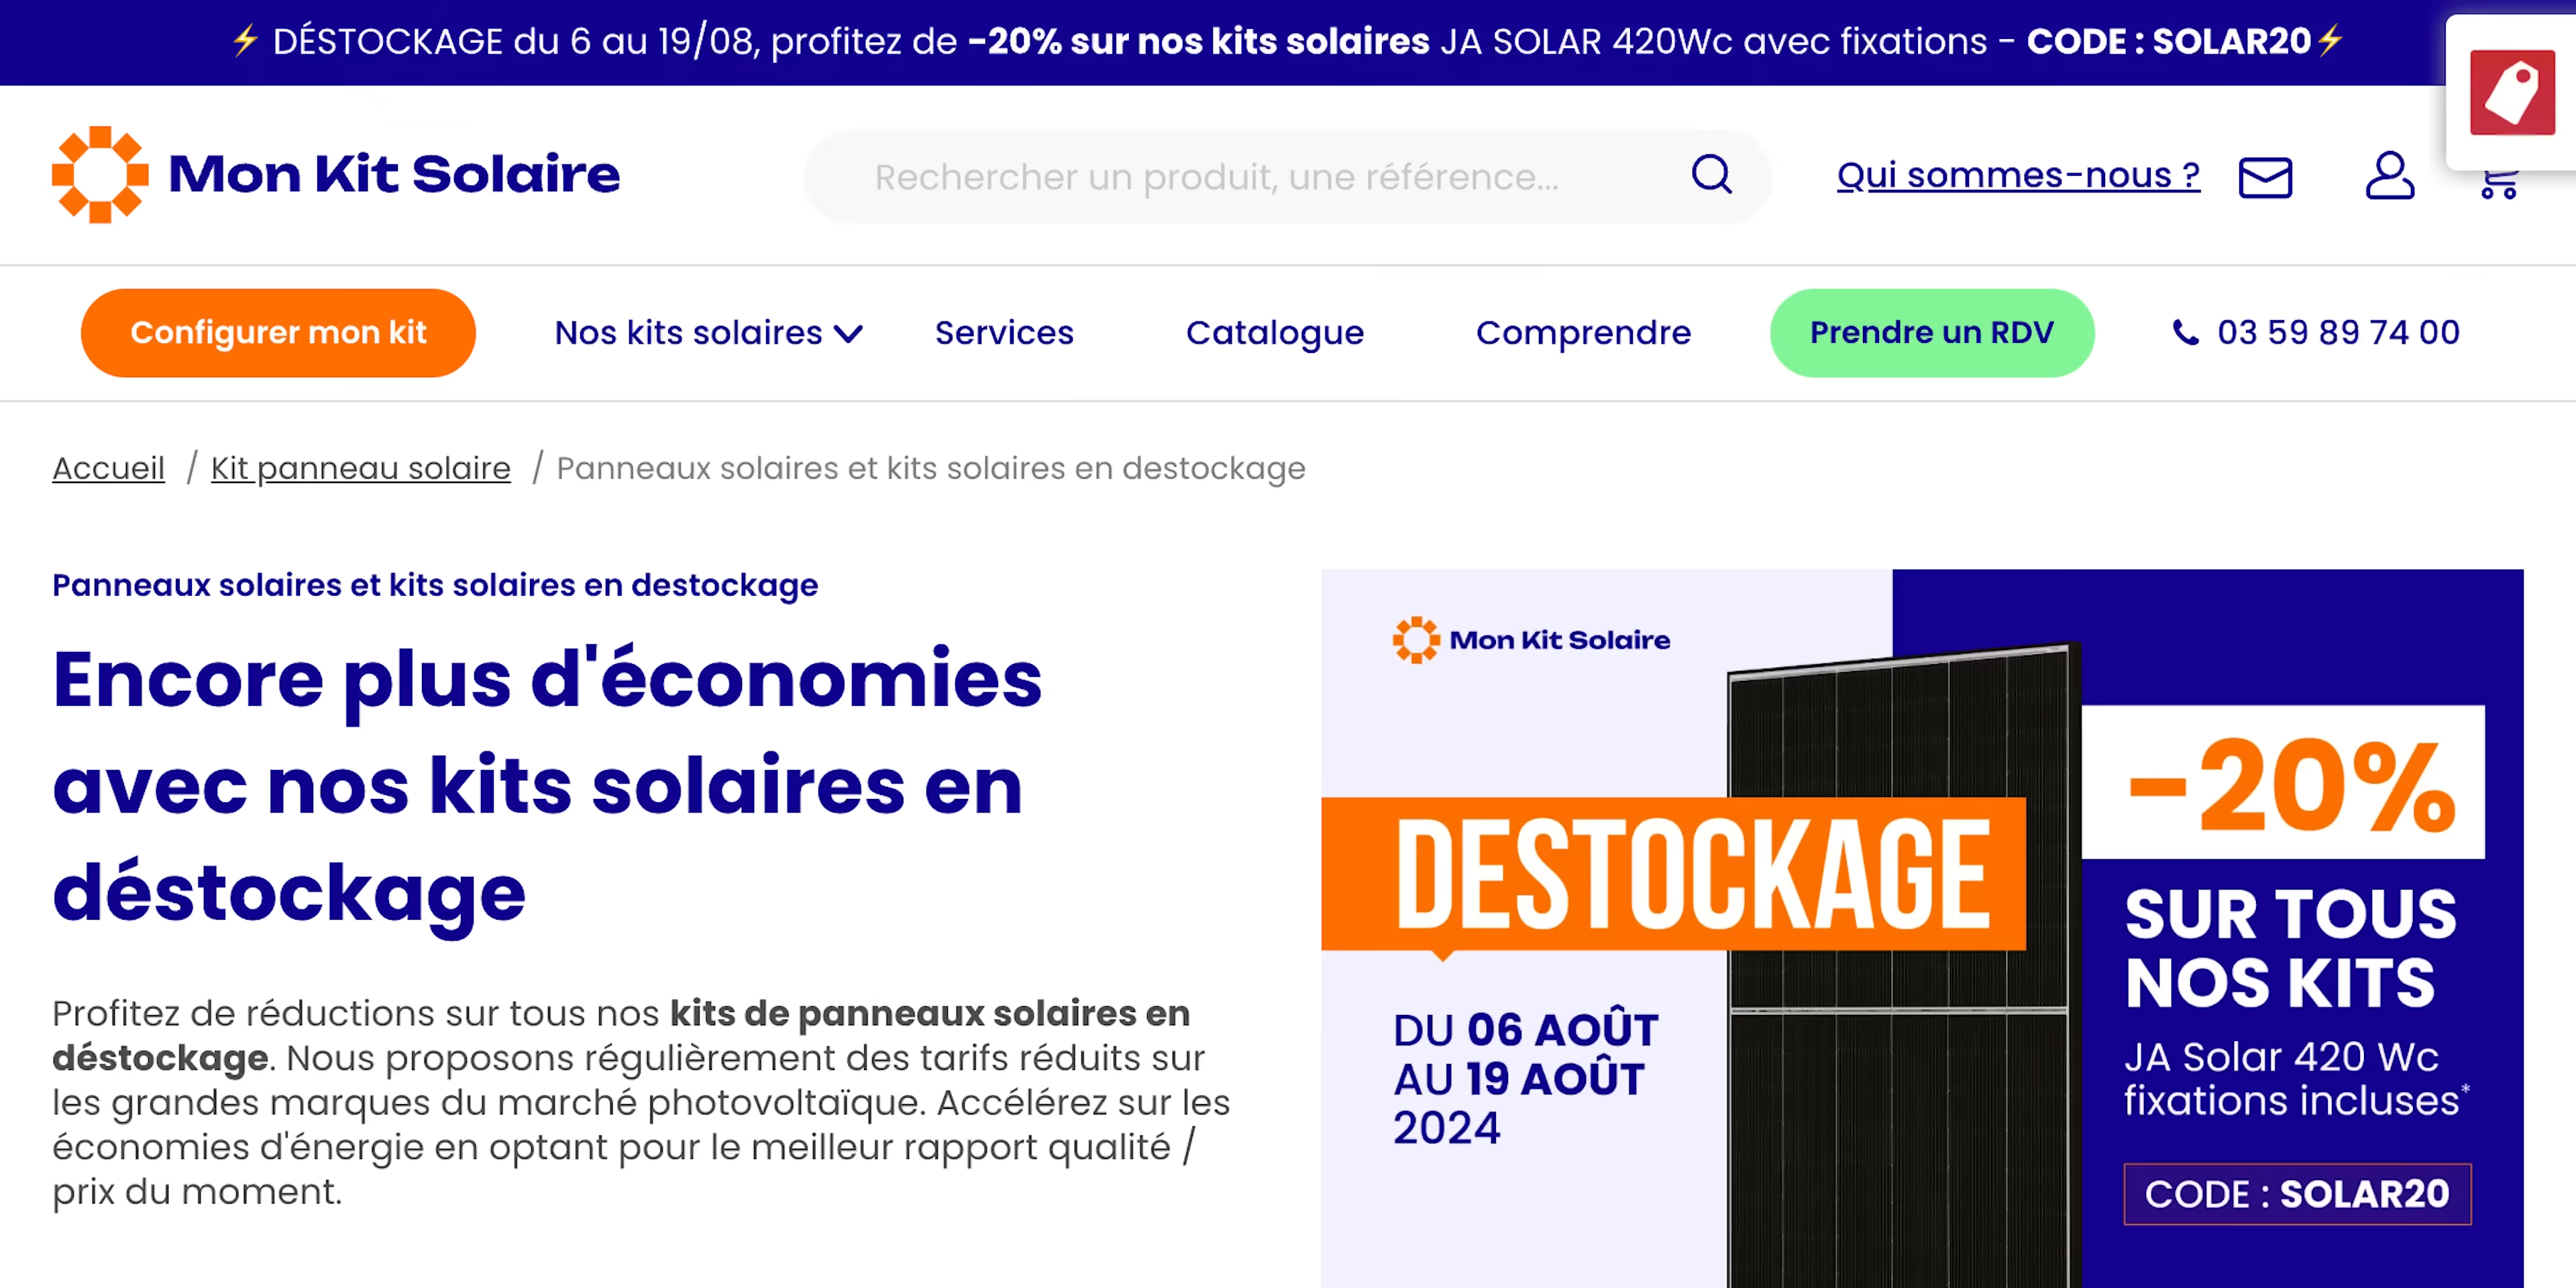 ⚡ DÉSTOCKAGE du 6 au 19/08, profitez de -20% sur nos kits solaires JA SOLAR 420Wc avec fixations - CODE : SOLAR20⚡
Mon Kit Solaire
Rechercher un produit, une référence...
Qui sommes-nous ?
Configurer mon kit
Nos kits solaires
Services
Catalogue
Comprendre
Prendre un RDV
03 59 89 74 00
Accueil / Kit panneau solaire / Panneaux solaires et kits solaires en destockage
Panneaux solaires et kits solaires en destockage
Encore plus d'économies
avec nos kits solaires en
déstockage
Profitez de réductions sur tous nos kits de panneaux solaires en
déstockage. Nous proposons régulièrement des tarifs réduits sur
les grandes marques du marché photovoltaïque. Accélérez sur les
économies d'énergie en optant pour le meilleur rapport qualité /
prix du moment.
Mon Kit Solaire
DESTOCKAGE
DU 06 AOÛT
AU 19 AOÛT
2024
-20%
SUR TOUS
NOS KITS
JA Solar 420 Wc
fixations incluses*
CODE : SOLAR20